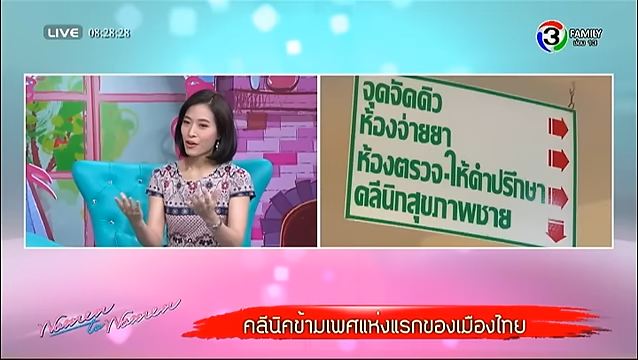 LIVE
08:28:28
3 FAMILY
ช่อง 13
จุดจัดคิว
ห้องจ่ายยา
ห้องตรวจ-ให้คำปรึกษา
คลีนิกสุขภาพชาย
Women to Women
คลีนิคข้ามเพศแห่งแรกของเมืองไทย